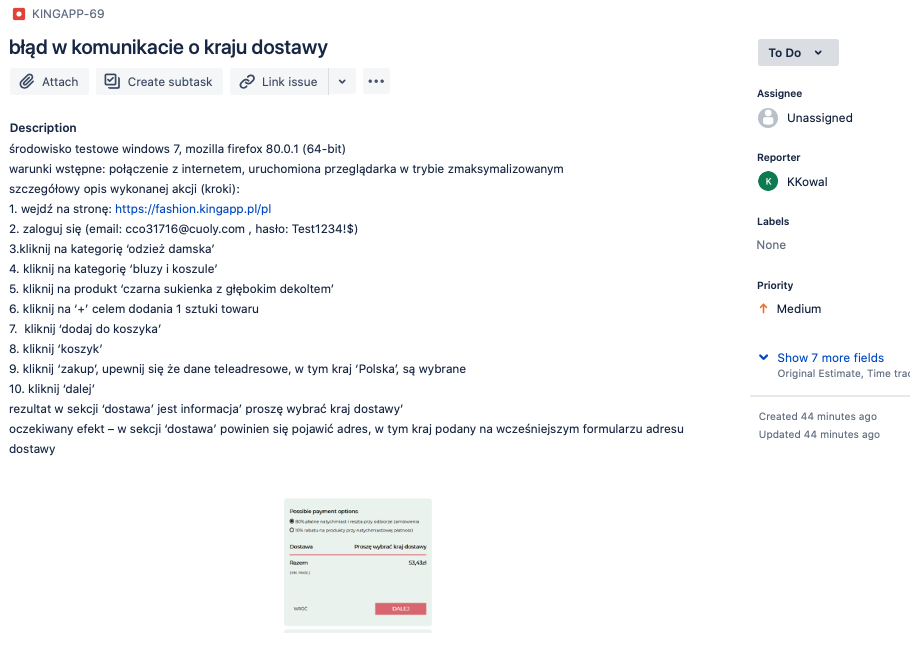 KINGAPP-69
błąd w komunikacie o kraju dostawy
To Do
Attach
Create subtask
Link issue
Assignee
Unassigned
Description
środowisko testowe windows 7, mozilla firefox 80.0.1 (64-bit)
warunki wstępne: połączenie z internetem, uruchomiona przeglądarka w trybie zmaksymalizowanym
szczegółowy opis wykonanej akcji (kroki):
1. wejdź na stronę: https://fashion.kingapp.pl/pl
2. zaloguj się (email: cco31716@cuoly.com , hasło: Test1234!$)
3.kliknij na kategorię ‘odzież damska’
4. kliknij na kategorię ‘bluzy i koszule’
5. kliknij na produkt ‘czarna sukienka z głębokim dekoltem’
6. kliknij na ‘+’ celem dodania 1 sztuki towaru
7.  kliknij ‘dodaj do koszyka’
8. kliknij ‘koszyk’
9. kliknij ‘zakup’, upewnij się że dane teleadresowe, w tym kraj ‘Polska’, są wybrane
10. kliknij ‘dalej’
rezultat w sekcji ‘dostawa’ jest informacja’ proszę wybrać kraj dostawy’
oczekiwany efekt – w sekcji ‘dostawa’ powinien się pojawić adres, w tym kraj podany na wcześniejszym formularzu adresu
dostawy
Reporter
K
KKowal
Labels
None
Priority
Medium
Show 7 more fields
Original Estimate, Time trac
Created 44 minutes ago
Updated 44 minutes ago
Possible payment options
80% płatne natychmiast i reszta przy odbiorze zamówienia
10% rabatu na produkty przy natychmiastowej płatności
Dostawa Proszę wybrać kraj dostawy
Razem 53,43zł
DALEJ